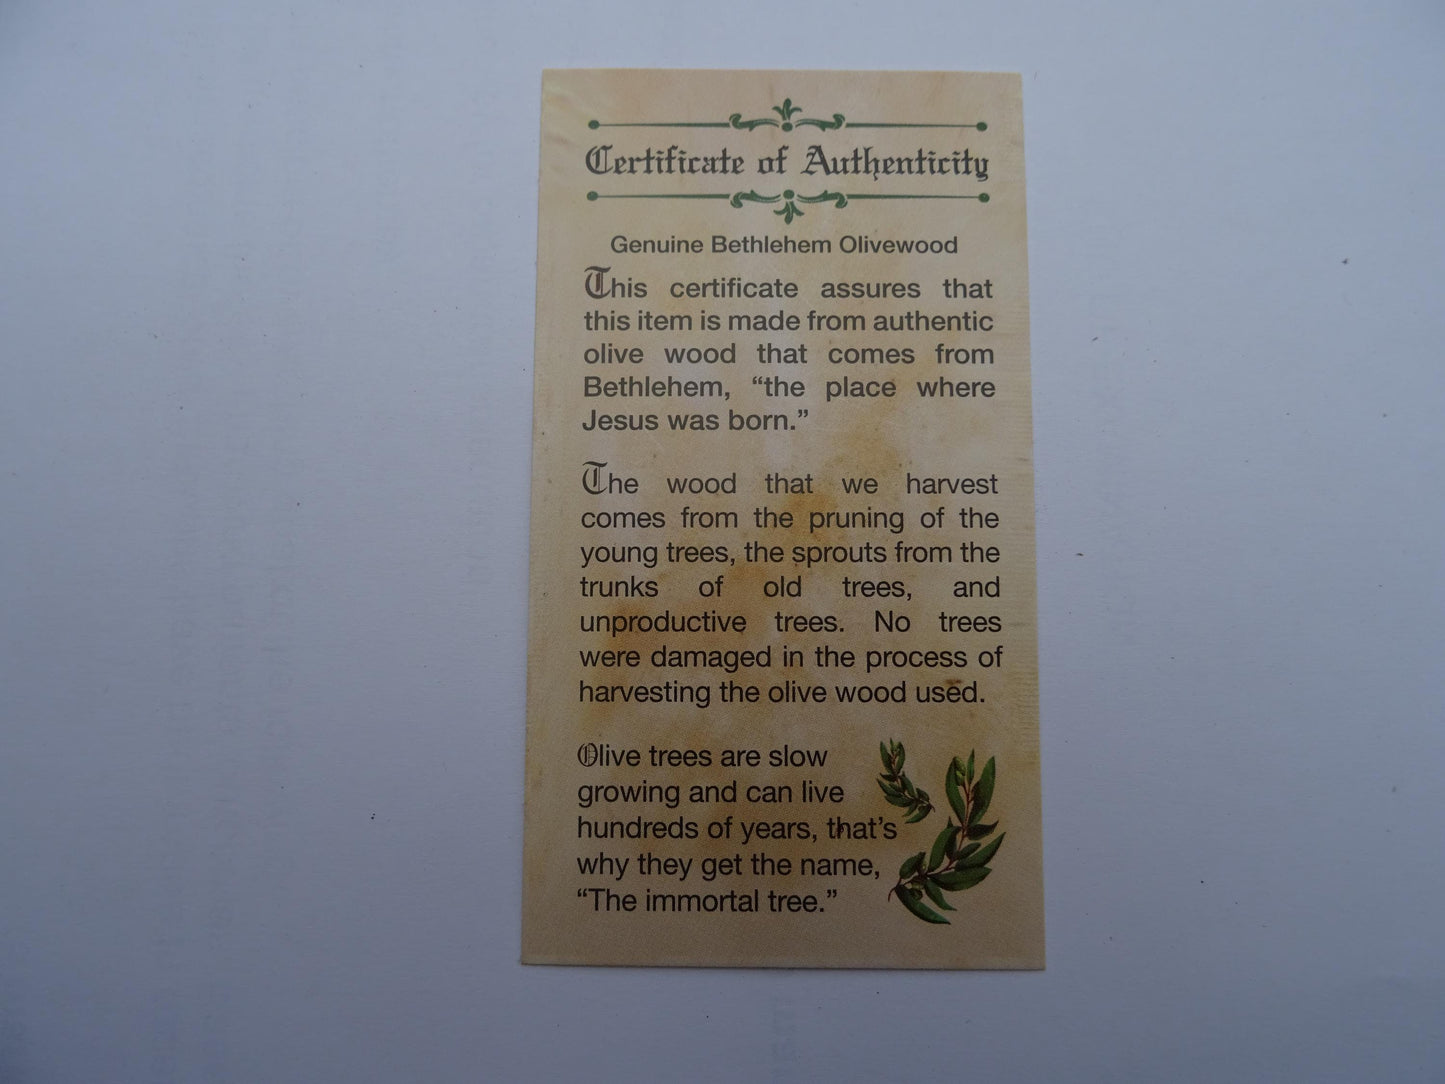 Certificate of Authenticity
Genuine Bethlehem Olivewood
This certificate assures that
this item is made from authentic
olive wood that comes from
Bethlehem, “the place where
Jesus was born.”
The wood that we harvest
comes from the pruning of the
young trees, the sprouts from the
trunks of old trees, and
unproductive trees. No trees
were damaged in the process of
harvesting the olive wood used.
Olive trees are slow
growing and can live
hundreds of years, that’s
why they get the name,
“The immortal tree.”